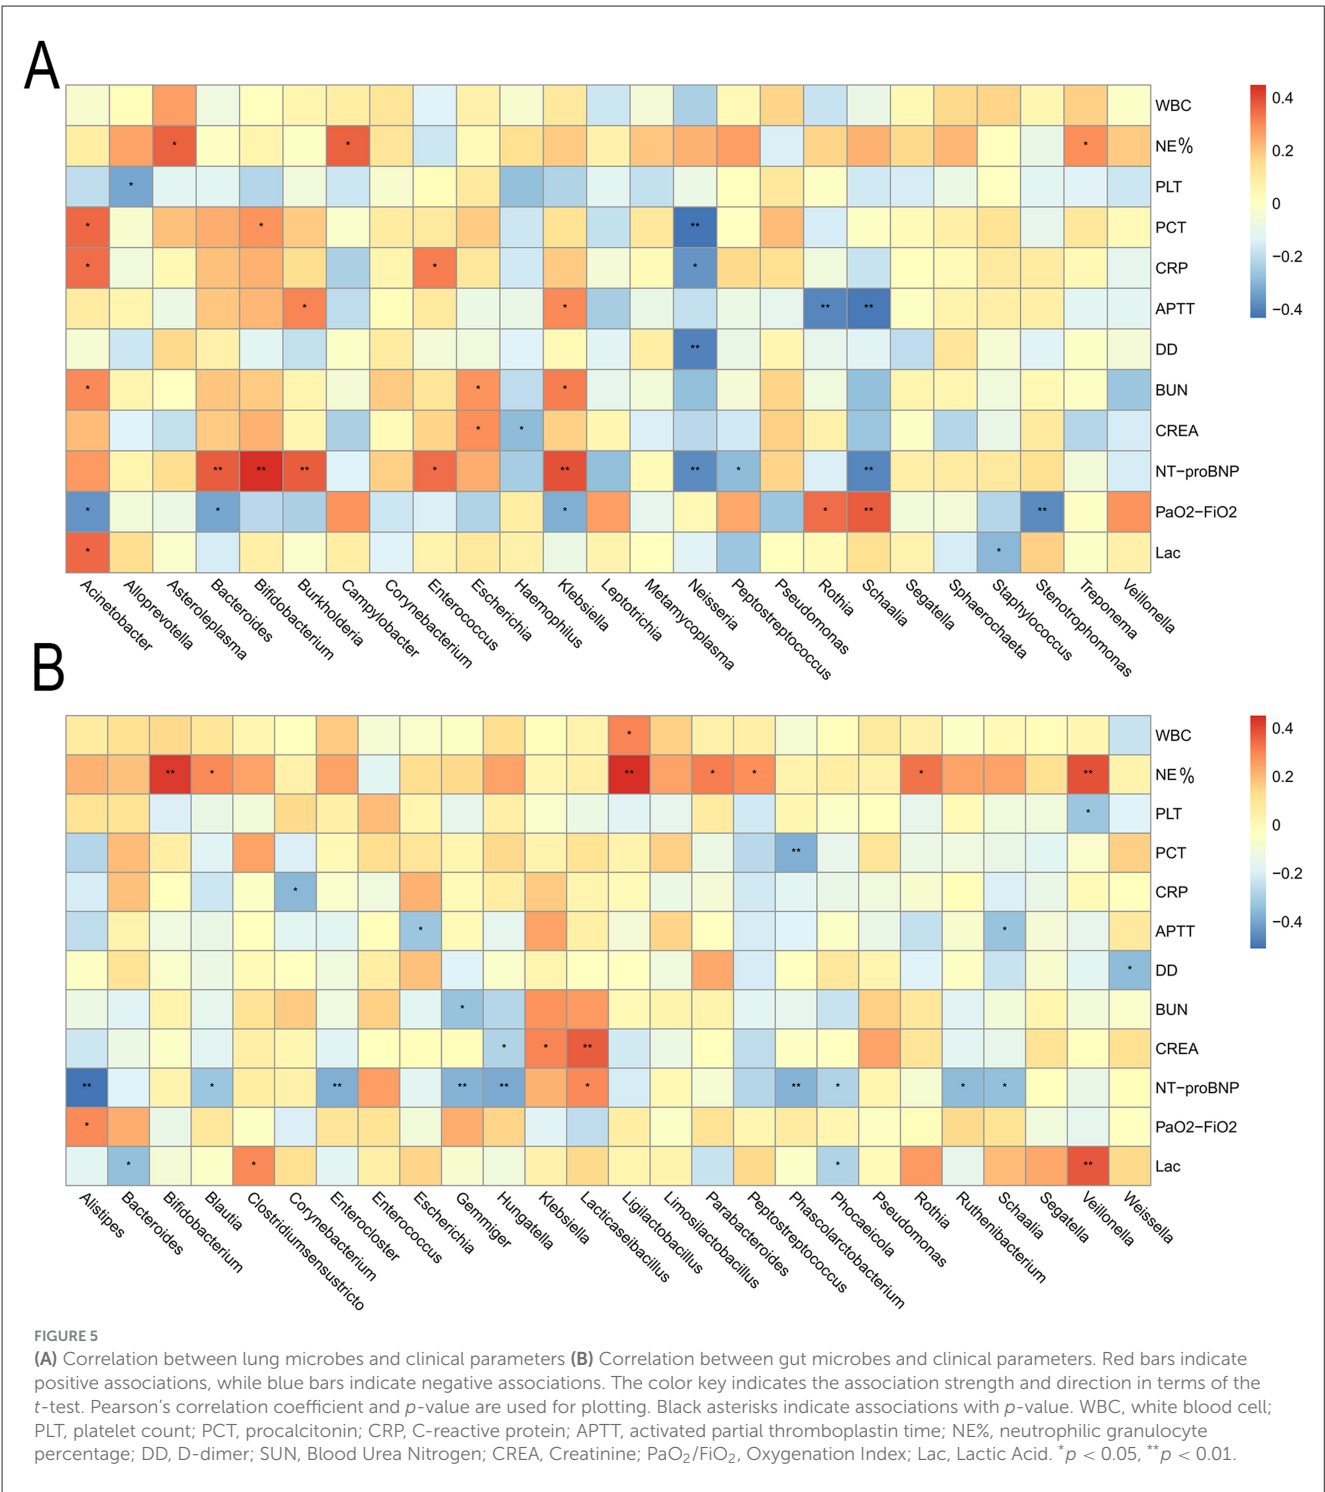 A
WBC
NE%
PLT
PCT
CRP
APTT
DD
BUN
CREA
NT−proBNP
PaO2−FiO2
Lac
0.4
0.2
0
−0.2
−0.4
* * *
*
* * **
* * *
* * ** **
**
* * *
* *
** ** ** * ** ** * **
* * * * ** **
* *
Acinetobacter
Alloprevotella
Asteroleplasma
Bacteroides
Bifidobacterium
Burkholderia
Campylobacter
Corynebacterium
Enterococcus
Escherichia
Haemophilus
Klebsiella
Leptotrichia
Metamycoplasma
Neisseria
Peptostreptococcus
Pseudomonas
Rothia
Schaalia
Segatella
Sphaerochaeta
Staphylococcus
Stenotrophomonas
Treponema
Veillonella
B
WBC
NE%
PLT
PCT
CRP
APTT
DD
BUN
CREA
NT−proBNP
PaO2−FiO2
Lac
0.4
0.2
0
−0.2
−0.4
*
** * ** * * * **
*
**
*
* *
*
*
* * **
** * ** ** ** * ** * * *
*
* * * **
Alistipes
Bacteroides
Bifidobacterium
Blautia
Clostridiumsensustricto
Corynebacterium
Enterocloster
Enterococcus
Escherichia
Gemmiger
Hungatella
Klebsiella
Lacticaseibacillus
Ligilactobacillus
Limosilactobacillus
Parabacteroides
Peptostreptococcus
Phascolarctobacterium
Phocaeicola
Pseudomonas
Rothia
Ruthenibacterium
Schaalia
Segatella
Veillonella
Weissella
FIGURE 5
(A) Correlation between lung microbes and clinical parameters (B) Correlation between gut microbes and clinical parameters. Red bars indicate
positive associations, while blue bars indicate negative associations. The color key indicates the association strength and direction in terms of the
t-test. Pearson's correlation coefficient and p-value are used for plotting. Black asterisks indicate associations with p-value. WBC, white blood cell;
PLT, platelet count; PCT, procalcitonin; CRP, C-reactive protein; APTT, activated partial thromboplastin time; NE%, neutrophilic granulocyte
percentage; DD, D-dimer; SUN, Blood Urea Nitrogen; CREA, Creatinine; PaO₂/FiO₂, Oxygenation Index; Lac, Lactic Acid. *p < 0.05, **p < 0.01.